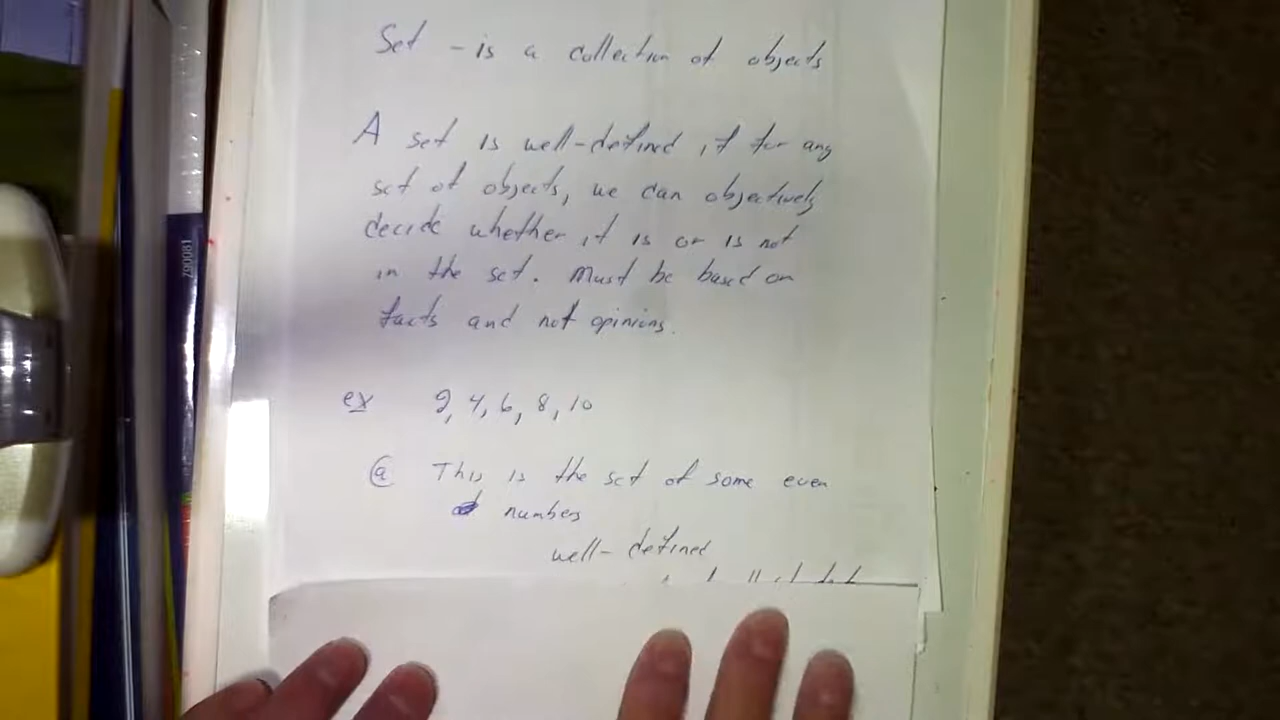 Set - is a collection of objects
A set is well-defined if for any
set of objects, we can objectively
decide whether it is or is not
in the set. Must be based on
facts and not opinions.
ex 2, 4, 6, 8, 10
(a) This is the set of some even
numbers
well-defined
790081